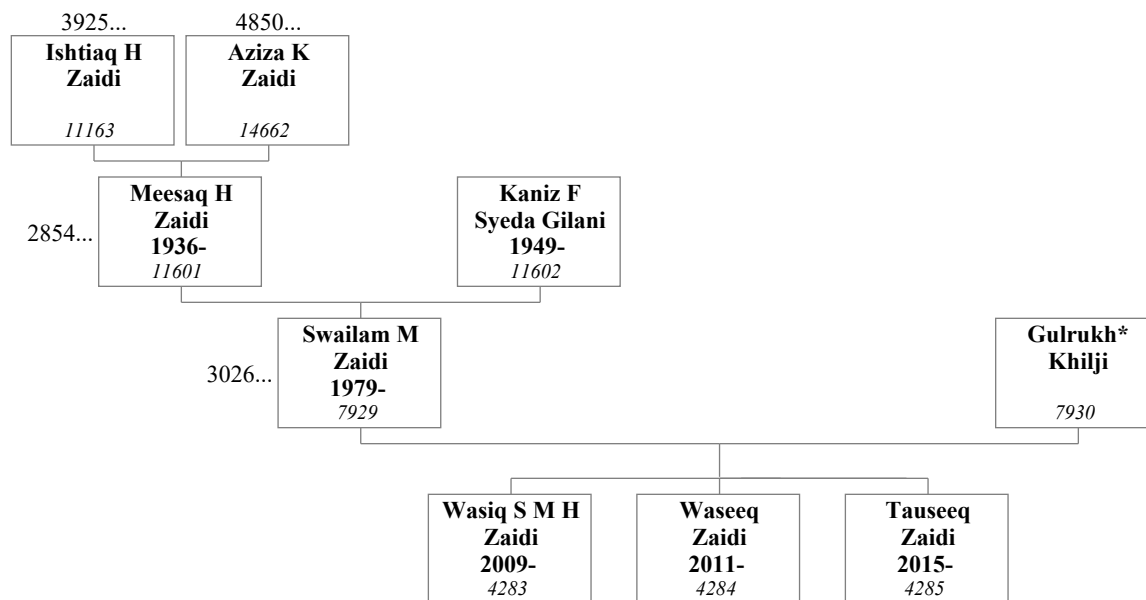 3925...
4850...
Ishtiaq H
Zaidi
11163
Aziza K
Zaidi
14662
2854...
Meesaq H
Zaidi
1936-
11601
Kaniz F
Syeda Gilani
1949-
11602
3026...
Swailam M
Zaidi
1979-
7929
Gulrukh*
Khilji
7930
Wasiq S M H
Zaidi
2009-
4283
Waseeq
Zaidi
2011-
4284
Tauseeq
Zaidi
2015-
4285